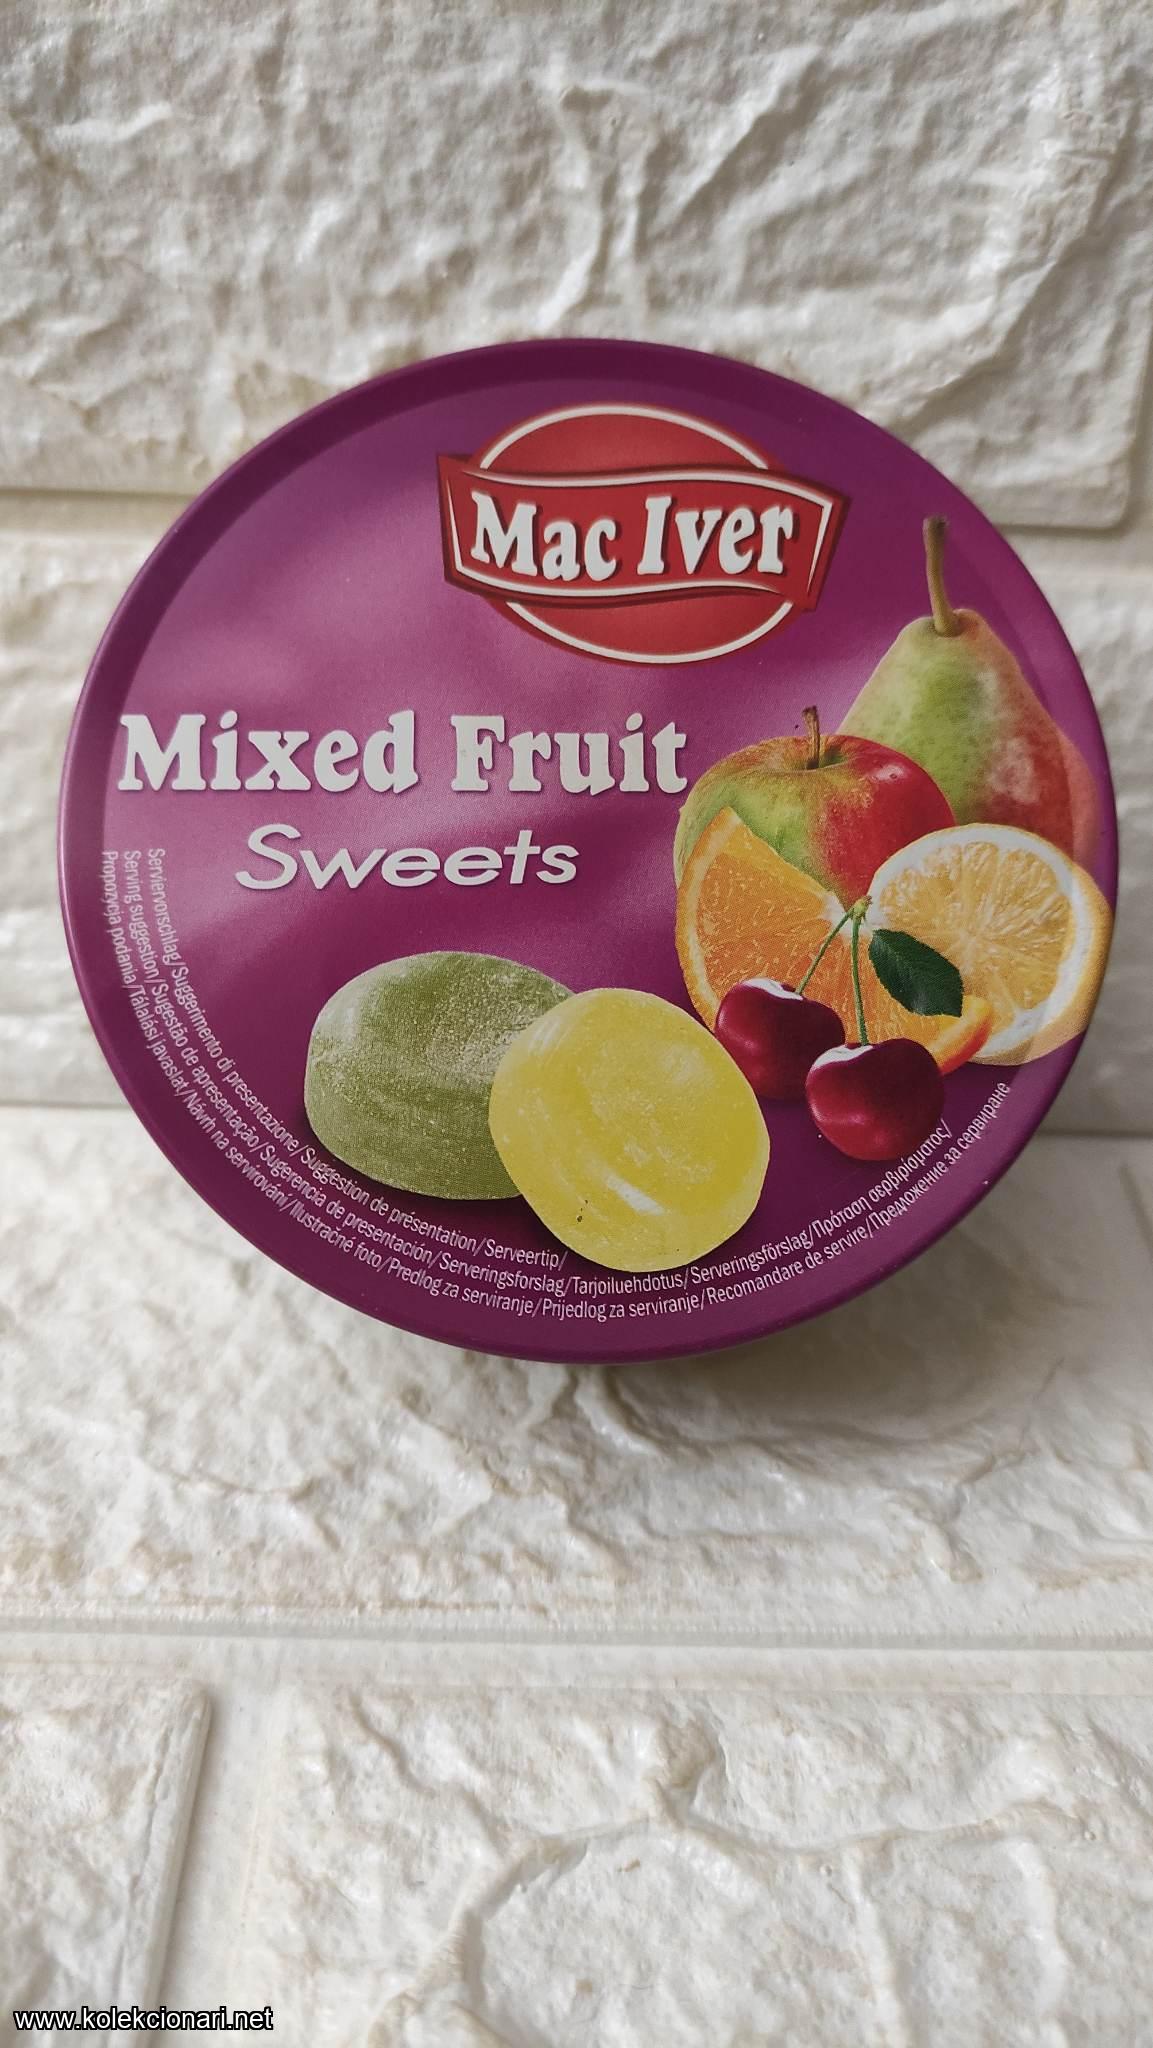 Mac Iver
Mixed Fruit
Sweets
Serviervorschlag/Suggerimento di presentazione/Suggestion de présentation/Serveertip/
Serving suggestion/Sugestão de apresentação/Sugerencia de presentación/Serveringsforslag/Tarjoiluehdotus/Serveringsförslag/Πρόταση σερβιρίσματος/
Propozycja podania/Tálalási javaslat/Návrh na servírování/Ilustračné foto/Predlog za serviranje/Prijedlog za serviranje/Recomandare de servire/Предложение за сервиране
www.kolekcionari.net